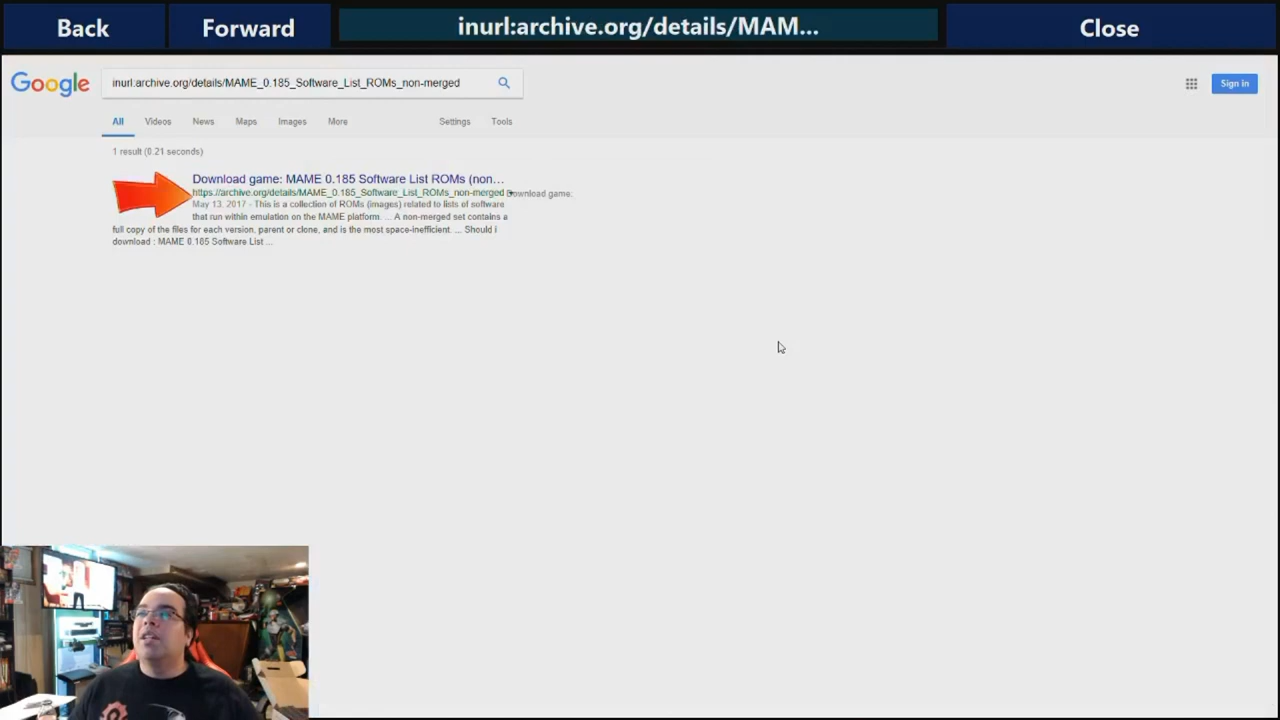 Back
Forward
inurl:archive.org/details/MAM...
Close
Google
inurl:archive.org/details/MAME_0.185_Software_List_ROMs_non-merged
Sign in
All
Videos
News
Maps
Images
More
Settings
Tools
1 result (0.21 seconds)
Download game: MAME 0.185 Software List ROMs (non...
https://archive.org/details/MAME_0.185_Software_List_ROMs_non-merged
Download game:
May 13, 2017 - This is a collection of ROMs (images) related to lists of software
that run within emulation on the MAME platform. ... A non-merged set contains a
full copy of the files for each version, parent or clone, and is the most space-inefficient. ... Should i
download : MAME 0.185 Software List ...